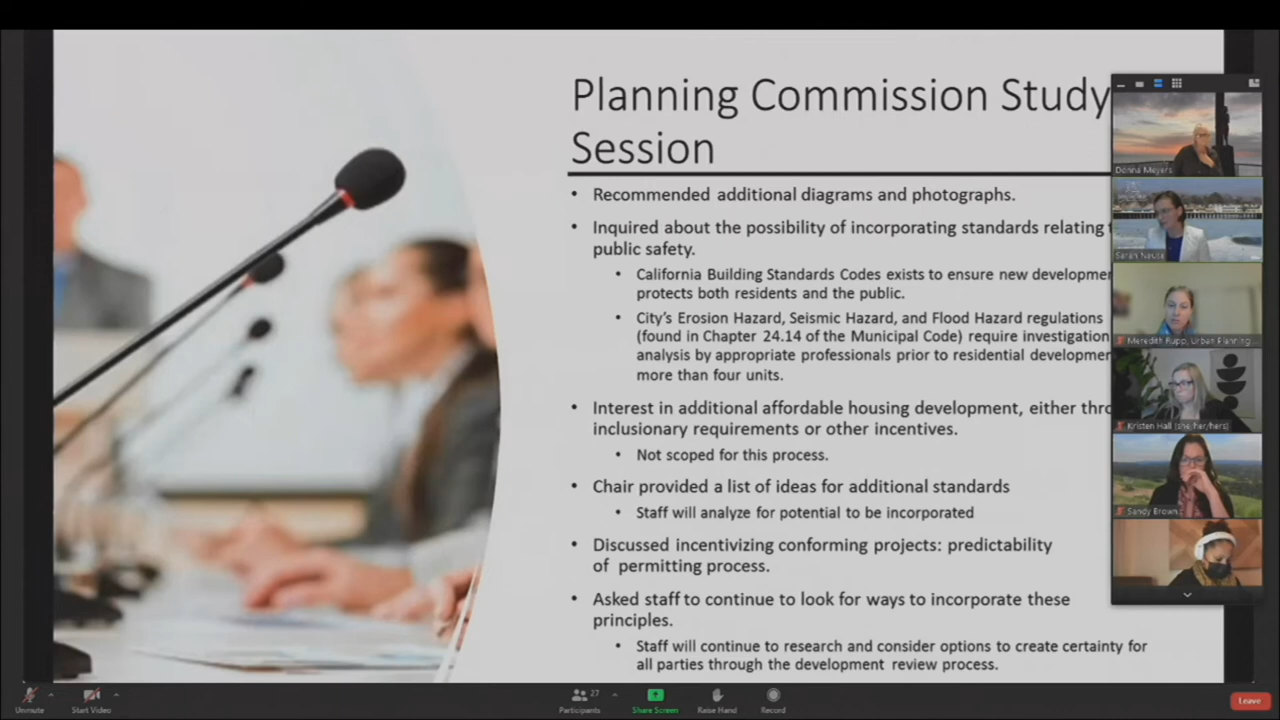 Planning Commission Study
Session
• Recommended additional diagrams and photographs.
• Inquired about the possibility of incorporating standards relating
public safety.
• California Building Standards Codes exists to ensure new
protects both residents and the public.
• City's Erosion Hazard, Seismic Hazard, and Flood Hazard regulations
(found in Chapter 24.14 of the Municipal Code) require investigation
analysis by appropriate professionals prior to residential
more than four units.
• Interest in additional affordable housing development, either
inclusionary requirements or other incentives.
• Not scoped for this process.
• Chair provided a list of ideas for additional standards
• Staff will analyze for potential to be incorporated
• Discussed incentivizing conforming projects: predictability
of permitting process.
• Asked staff to continue to look for ways to incorporate these
principles.
• Staff will continue to research and consider options to create certainty for
all parties through the development review process.
Donna Meyers
Sarah Neuse
Meredith Rupp, Urban Planning
Kristen Hall (she/her/hers)
Sandy Brown
Unmute
Start Video
27
Participants
Share Screen
Raise Hand
Record
Leave